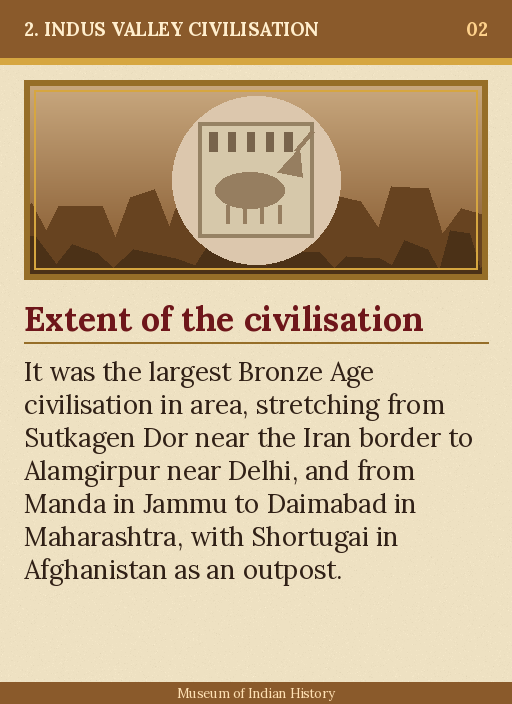 2. INDUS VALLEY CIVILISATION 02
Extent of the civilisation
It was the largest Bronze Age
civilisation in area, stretching from
Sutkagen Dor near the Iran border to
Alamgirpur near Delhi, and from
Manda in Jammu to Daimabad in
Maharashtra, with Shortugai in
Afghanistan as an outpost.
Museum of Indian History